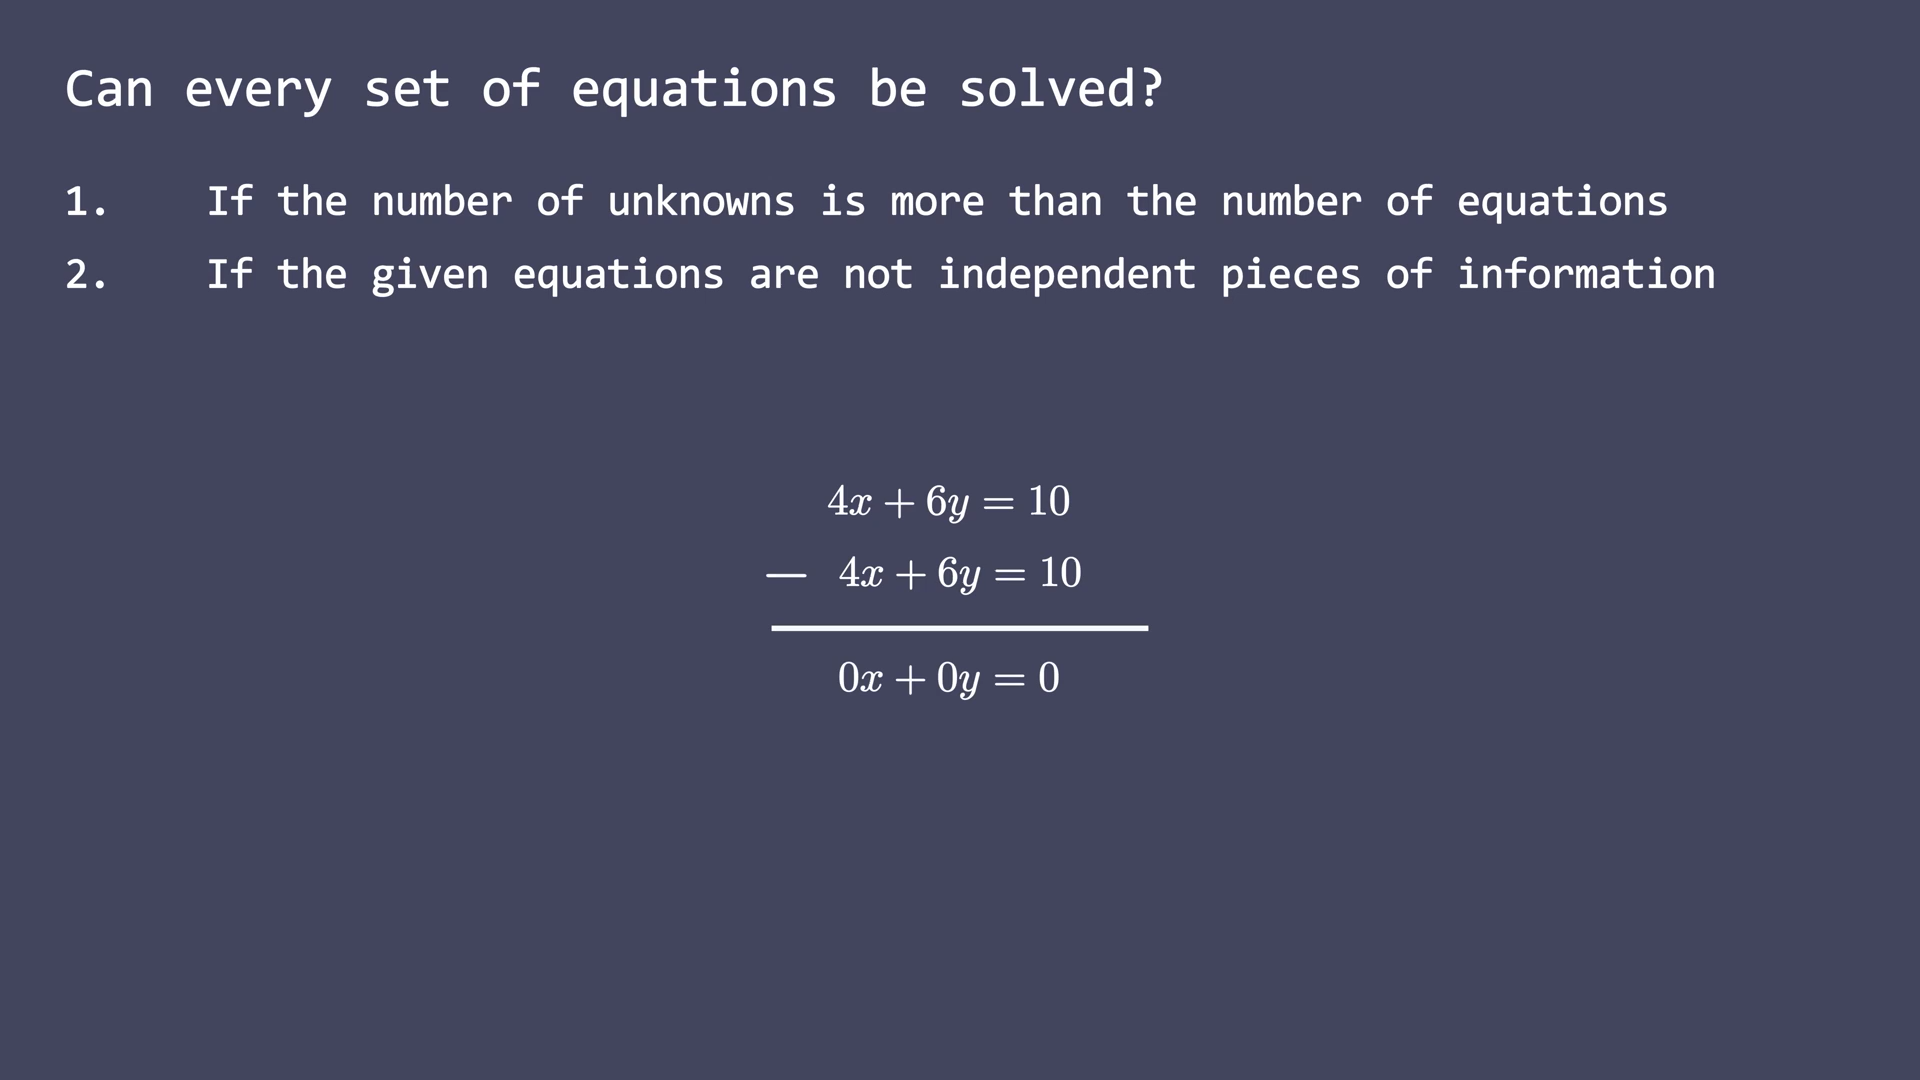 Can every set of equations be solved?
1. If the number of unknowns is more than the number of equations
2. If the given equations are not independent pieces of information
4x + 6y = 10
— 4x + 6y = 10
0x + 0y = 0